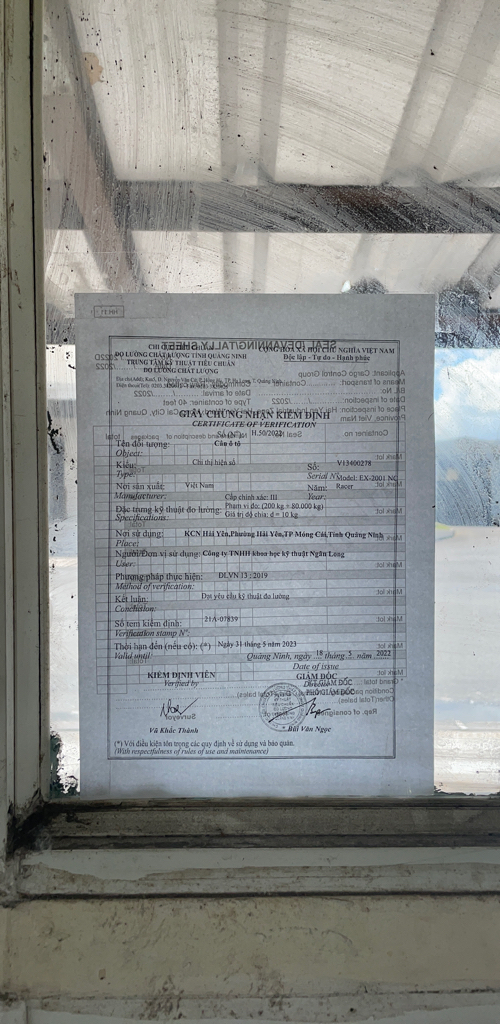 CỘNG HÒA XÃ HỘI CHỦ NGHĨA VIỆT NAM
ĐO LƯỜNG CHẤT LƯỢNG TỈNH QUẢNG NINH
Độc lập - Tự do - Hạnh phúc
TRUNG TÂM KỸ THUẬT TIÊU CHUẨN
ĐO LƯỜNG CHẤT LƯỢNG
GIẤY CHỨNG NHẬN KIỂM ĐỊNH
CERTIFICATE OF VERIFICATION
Số (N°): H.50/2022
Tên đối tượng: Cân ô tô
Object:
Kiểu: Chỉ thị hiện số Số: V13400278
Type: Serial N° Model: EX-2001 NC
Nơi sản xuất: Việt Nam Năm: Racer
Manufacturer: Cấp chính xác: III Year:
Đặc trưng kỹ thuật đo lường: Phạm vi đo: (200 kg ÷ 80.000 kg)
Specifications: Giá trị độ chia: d = 10 kg
Nơi sử dụng: KCN Hải Yên, Phường Hải Yên, TP Móng Cái, Tỉnh Quảng Ninh
Place:
Người/Đơn vị sử dụng: Công ty TNHH khoa học kỹ thuật Ngân Long
User:
Phương pháp thực hiện: ĐLVN 13 : 2019
Method of verification:
Kết luận: Đạt yêu cầu kỹ thuật đo lường
Conclusion:
Số tem kiểm định: 21A-07839
Verification stamp N°:
Thời hạn đến (nếu có): (*) Ngày 31 tháng 5 năm 2023
Valid until: Quảng Ninh, ngày 18 tháng 5 năm 2022
Date of issue
KIỂM ĐỊNH VIÊN GIÁM ĐỐC
Verified by Director
Vũ Khắc Thành Bùi Văn Ngọc
(*) Với điều kiện tôn trọng các quy định về sử dụng và bảo quản.
(With respectfulness of rules of use and maintenance)